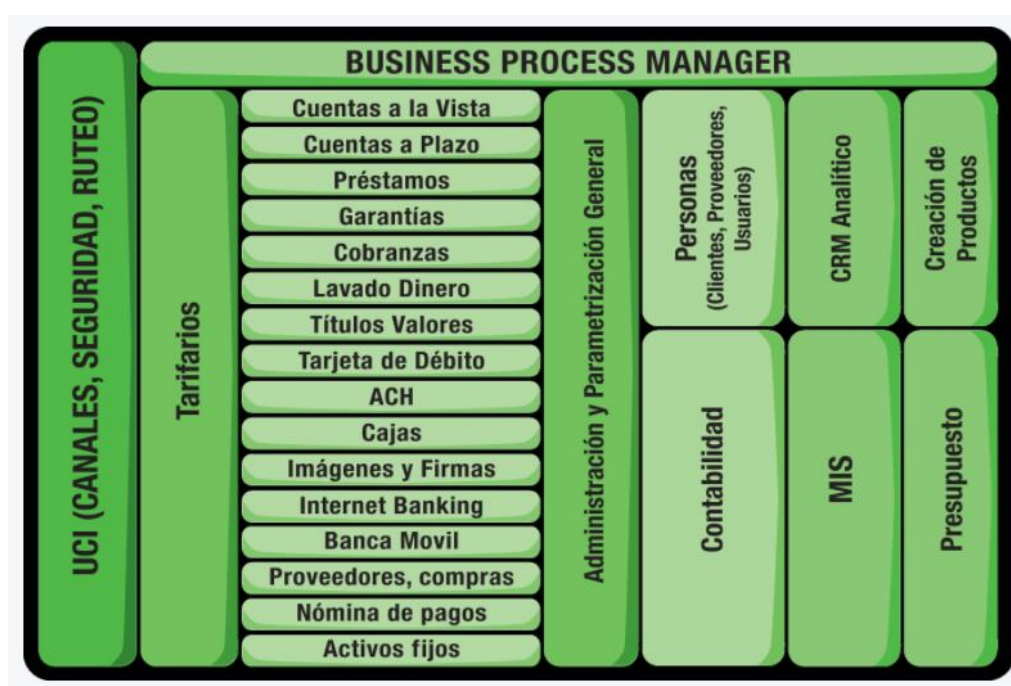 BUSINESS PROCESS MANAGER
UCI (CANALES, SEGURIDAD, RUTEO)
Tarifarios
Cuentas a la Vista
Cuentas a Plazo
Préstamos
Garantías
Cobranzas
Lavado Dinero
Títulos Valores
Tarjeta de Débito
ACH
Cajas
Imágenes y Firmas
Internet Banking
Banca Movil
Proveedores, compras
Nómina de pagos
Activos fijos
Administración y Parametrización General
Personas
(Clientes, Proveedores,
Usuarios)
CRM Analítico
Creación de
Productos
Contabilidad
MIS
Presupuesto